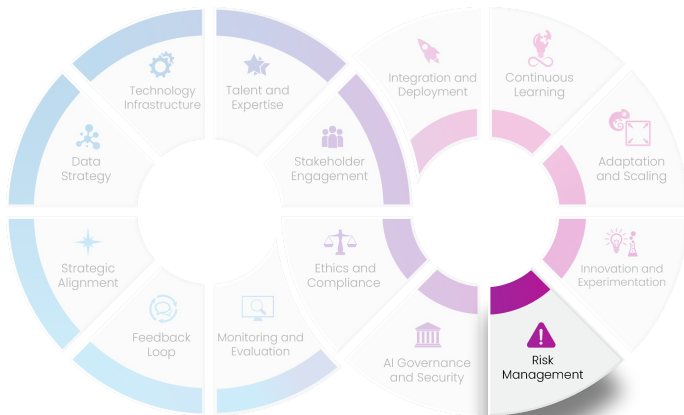 Technology
Infrastructure
Talent and
Expertise
Integration and
Deployment
Continuous
Learning
Data
Strategy
Stakeholder
Engagement
Adaptation
and Scaling
Strategic
Alignment
Ethics and
Compliance
Innovation and
Experimentation
Feedback
Loop
Monitoring and
Evaluation
AI Governance
and Security
Risk
Management